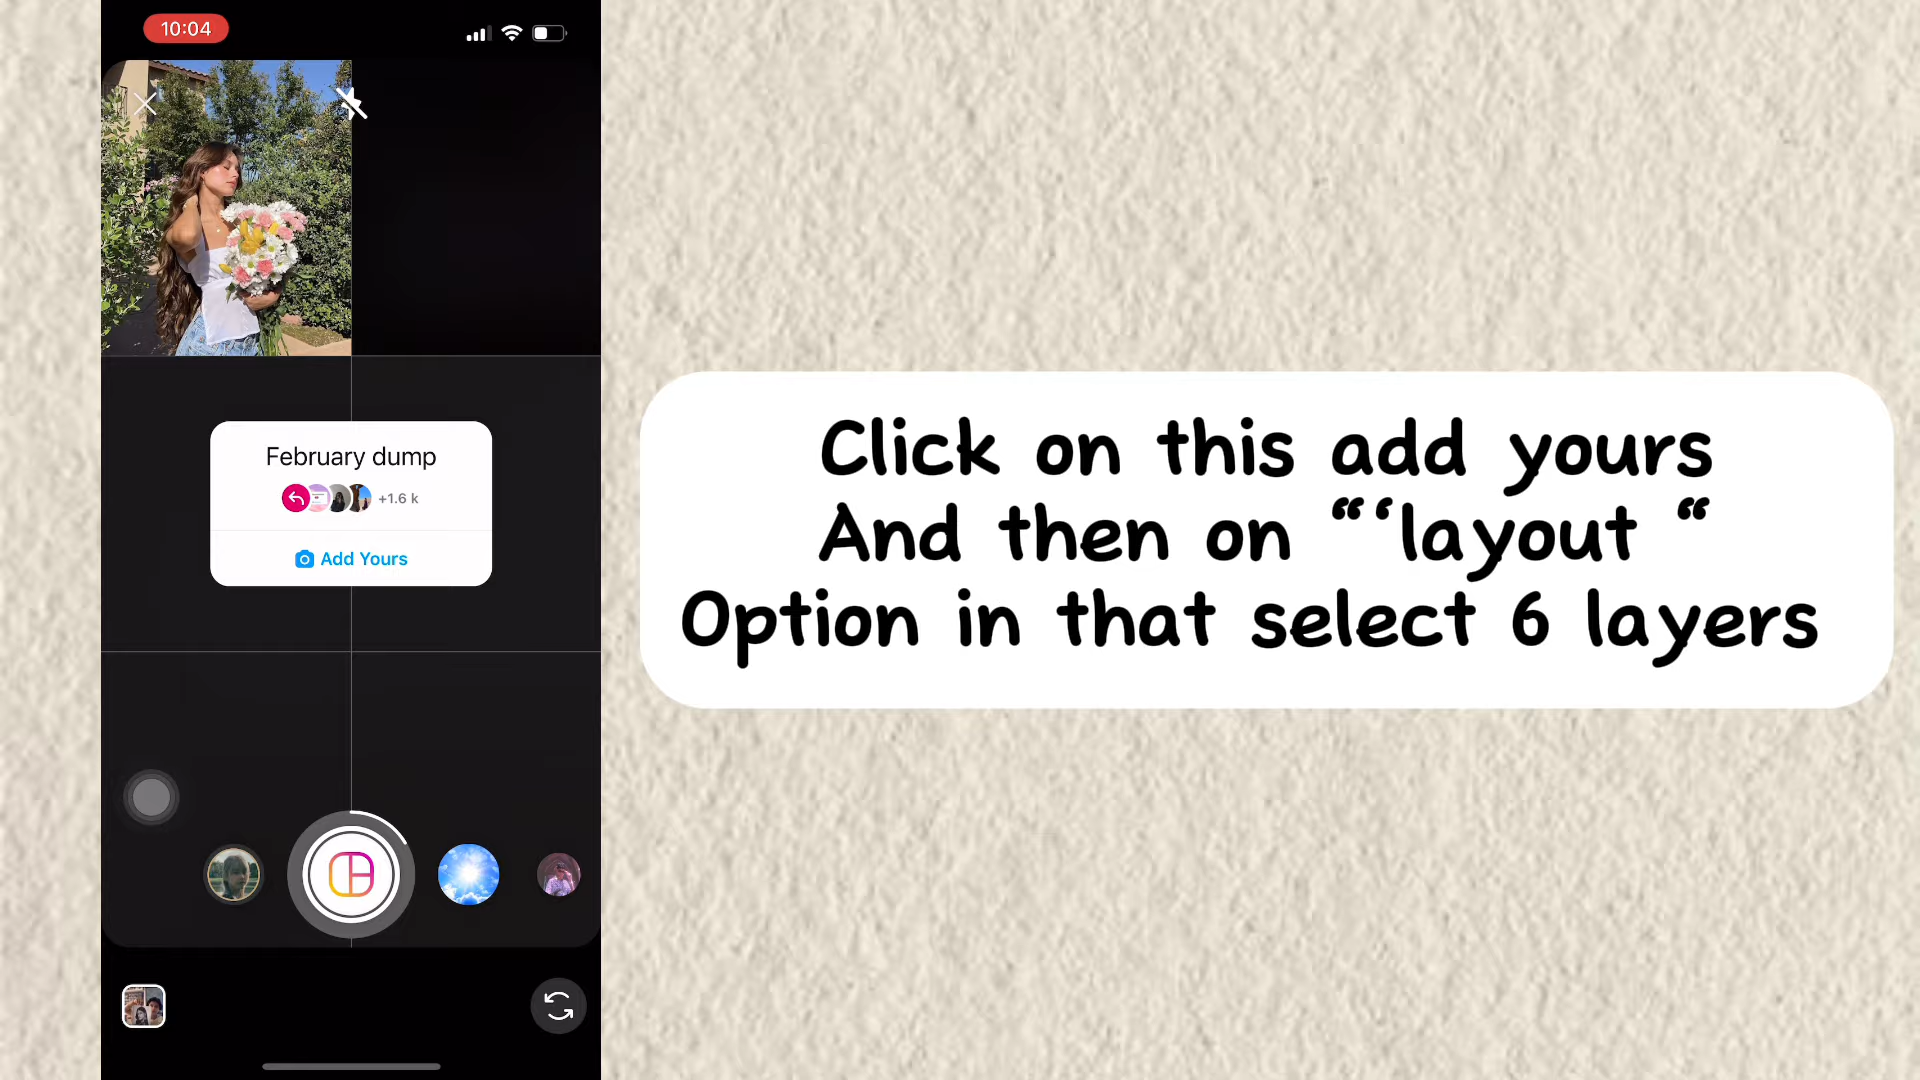 10:04
February dump
+1.6 k
Add Yours
Click on this add yours
And then on “‘layout “
Option in that select 6 layers